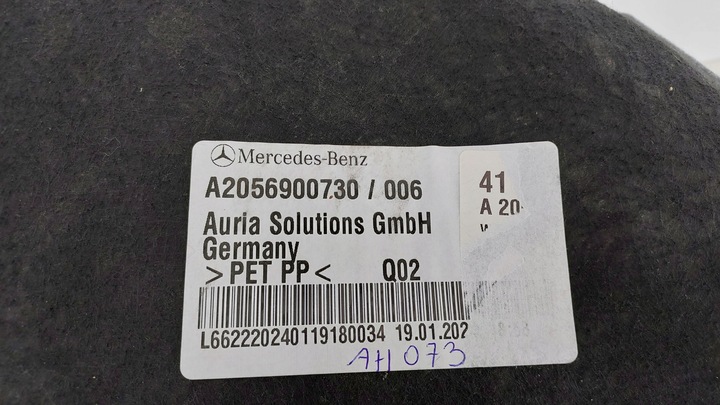 Mercedes-Benz
A2056900730 / 006
Auria Solutions GmbH
Germany
>PET PP< Q02
L662220240119180034 19.01.202
41
A 20
AH 073